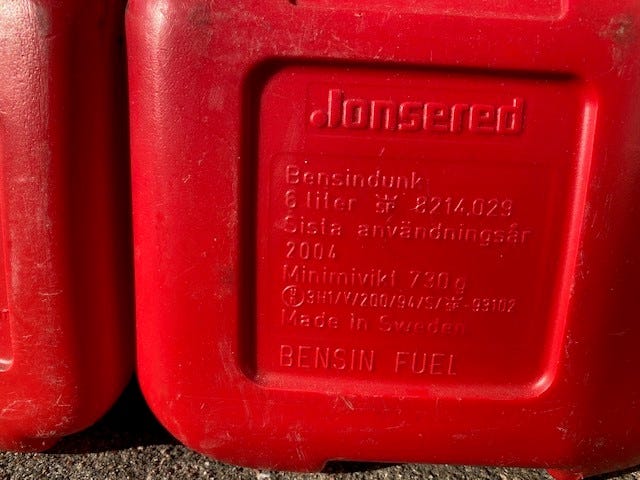 Jonsered
Bensindunk
6 liter 8214.029
Sista användningsår
2004
Minimivikt 730 g
3H1/Y/200/94/S/ -93102
Made in Sweden
BENSIN FUEL